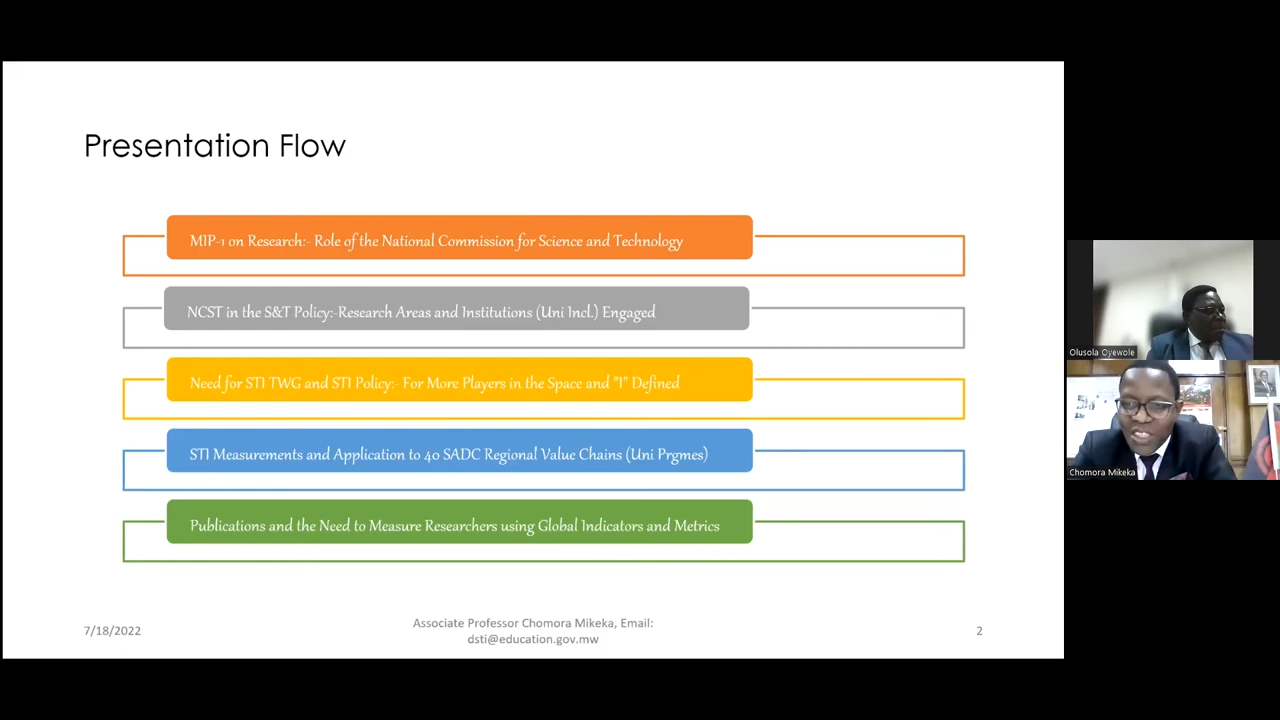 Presentation Flow
MIP-1 on Research:- Role of the National Commission for Science and Technology
NCST in the S&T Policy:-Research Areas and Institutions (Uni Incl.) Engaged
Need for STI TWG and STI Policy:- For More Players in the Space and "I" Defined
STI Measurements and Application to 40 SADC Regional Value Chains (Uni Prgmes)
Publications and the Need to Measure Researchers using Global Indicators and Metrics
7/18/2022
Associate Professor Chomora Mikeka, Email:
dsti@education.gov.mw
2
Olusola Oyewole
Chomora Mikeka